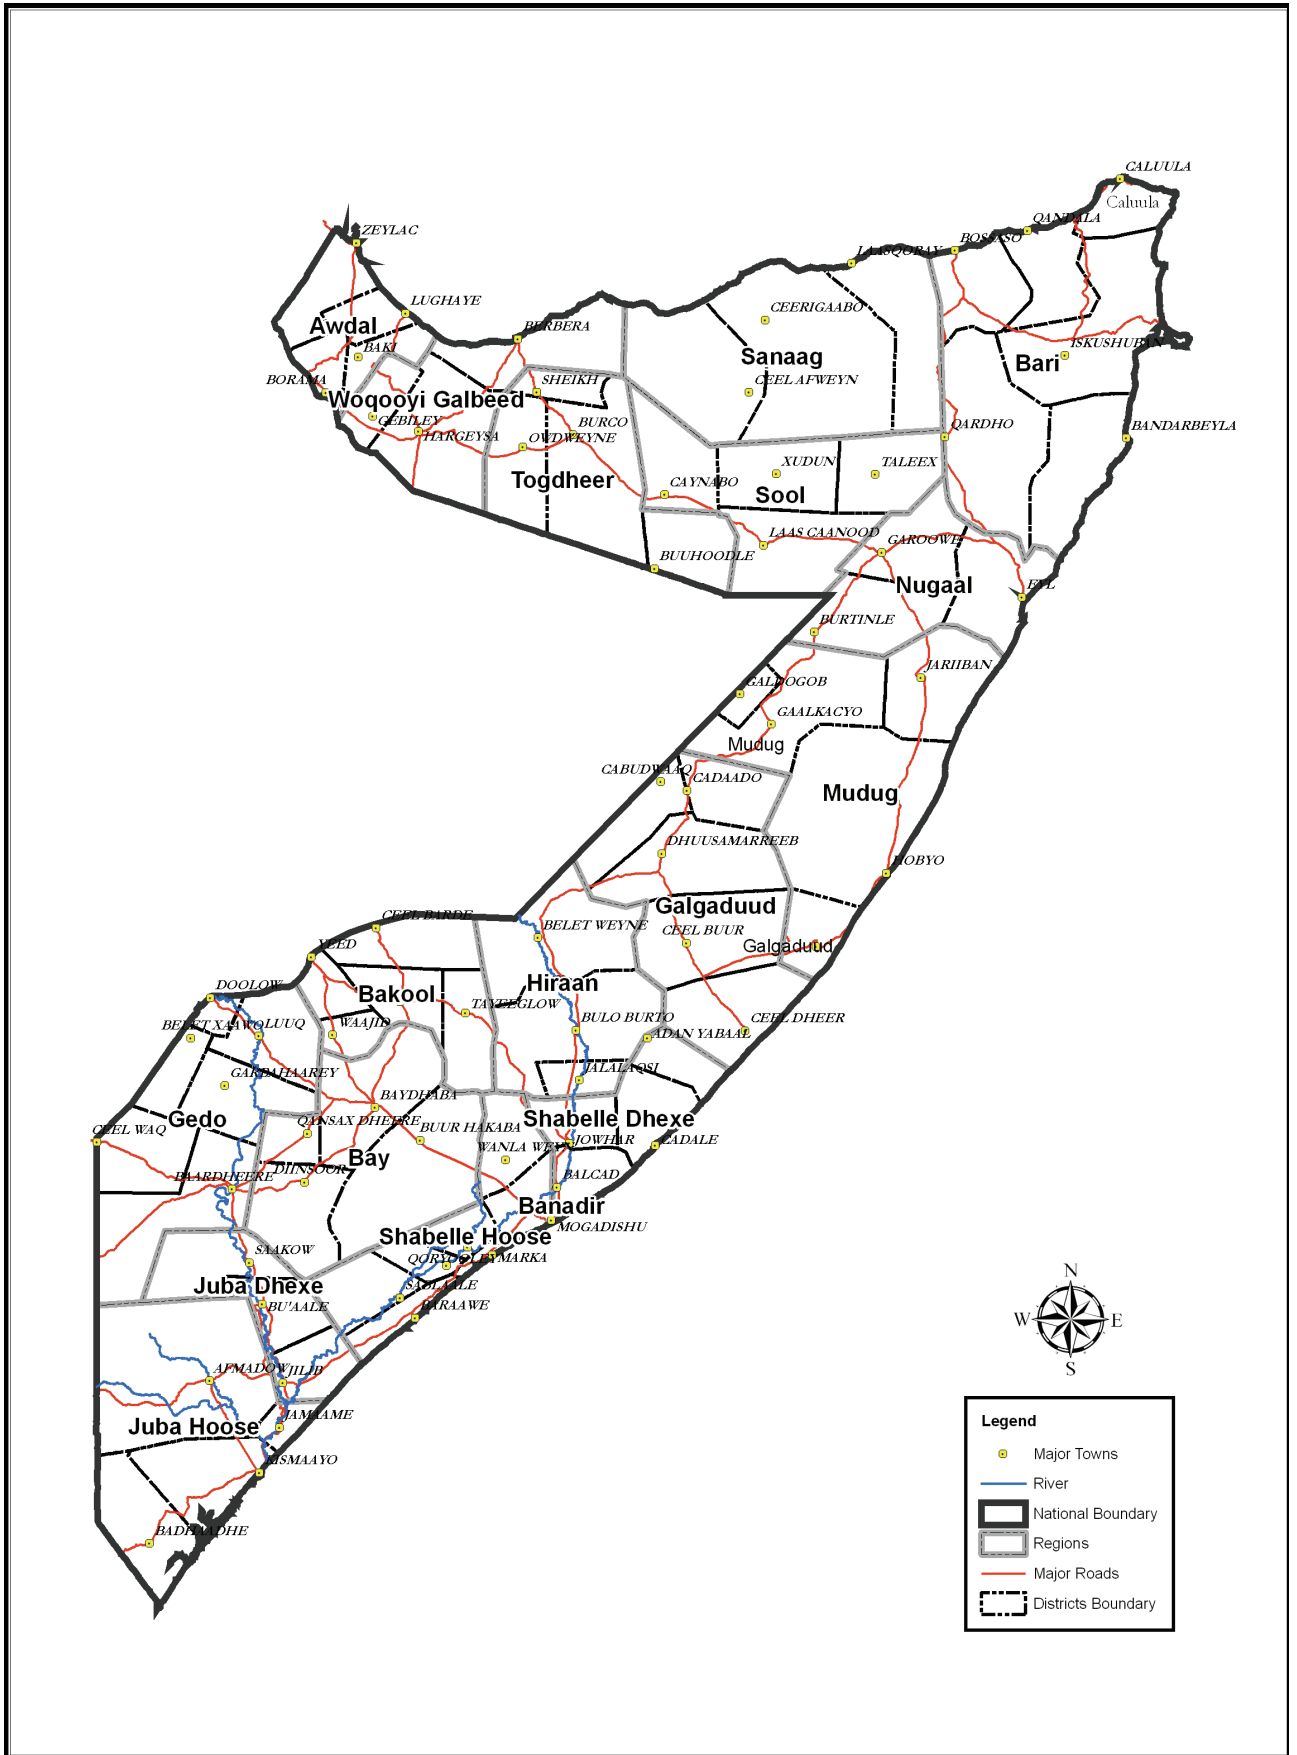 CALUULA
Caluula
QANDALA
ZEYLAC
BOSSASO
LAASQORAY
LUGHAYE
CEERIGAABO
Awdal
BERBERA
BAKI
Sanaag
ISKUSHUBAN
Bari
BORAMA
SHEIKH
CEEL AFWEYN
Woqooyi Galbeed
GEBILEY
BURCO
QARDHO
BANDARBEYLA
HARGEYSA
OWDWEYNE
XUDUN
TALEEX
Togdheer
CAYNABO
Sool
LAAS CAANOOD
GAROOWE
BUUHOODLE
Nugaal
EYL
BURTINLE
JARIIBAN
GALDOGOB
GAALKACYO
Mudug
CABUDWAAQ
CADAADO
Mudug
DHUUSAMARREEB
HOBYO
Galgaduud
CEEL BARDE
BELET WEYNE
CEEL BUUR
YEED
Galgaduud
DOOLOW
Hiraan
Bakool
TAYEEGLOW
BELET XAAWO
LUUQ
WAAJID
BULO BURTO
CEEL DHEER
ADAN YABAAL
GARBAHAAREY
JALALAQSI
BAYDHABA
Gedo
QANSAX DHEERE
Shabelle Dhexe
CEEL WAQ
BUUR HAKABA
WANLA WEYN
JOWHAR
CADALE
Bay
BAARDHEERE
DIINSOOR
BALCAD
Banadir
MOGADISHU
Shabelle Hoose
SAAKOW
QORYOOLEY
MARKA
Juba Dhexe
SABLAALE
BU'AALE
BARAAWE
AFMADOW
JILIB
JAMAAME
Juba Hoose
KISMAAYO
BADHAADHE
N
W
E
S
Legend
Major Towns
River
National Boundary
Regions
Major Roads
Districts Boundary